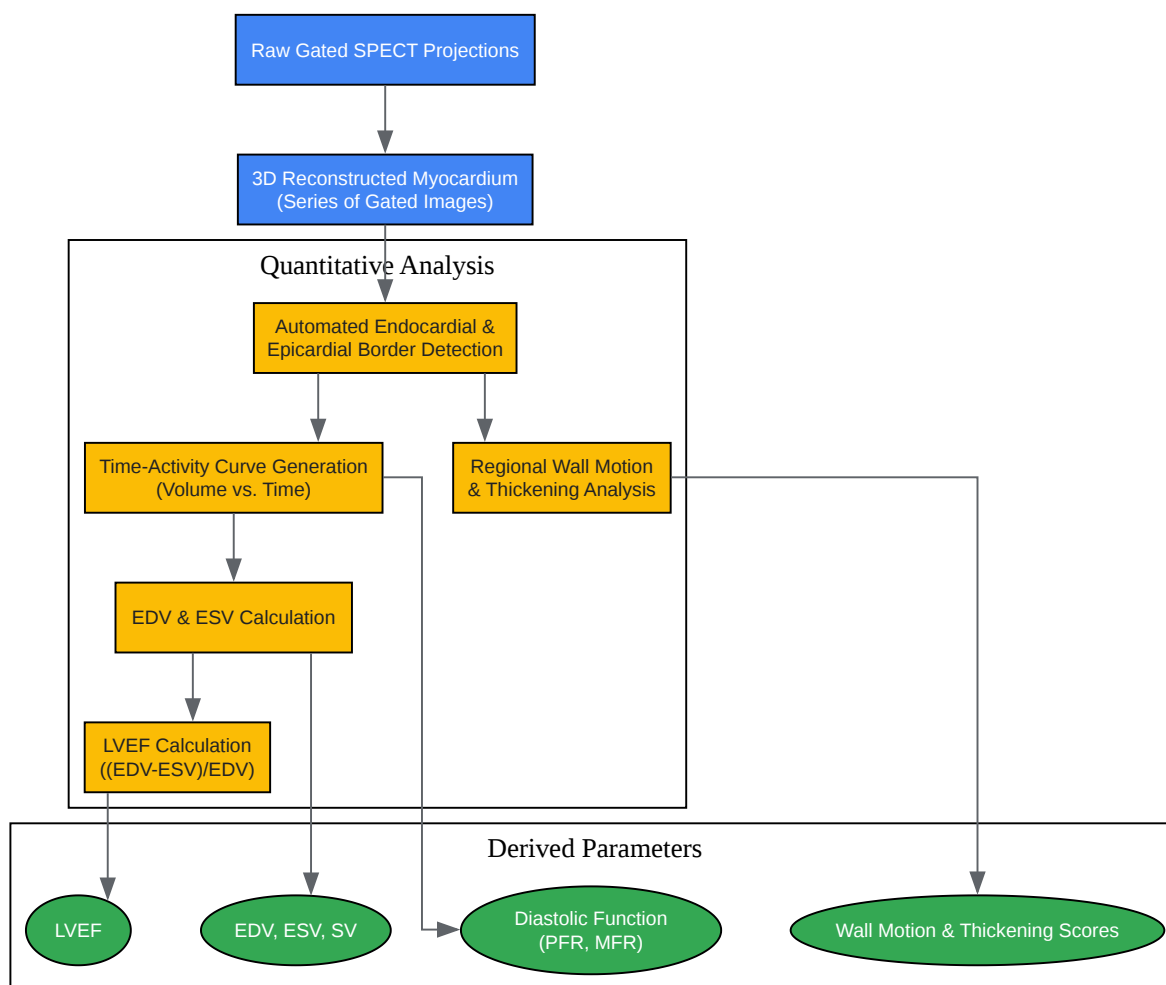 Raw Gated SPECT Projections
3D Reconstructed Myocardium
(Series of Gated Images)
Quantitative Analysis
Automated Endocardial &
Epicardial Border Detection
Time-Activity Curve Generation
(Volume vs. Time)
Regional Wall Motion
& Thickening Analysis
EDV & ESV Calculation
LVEF Calculation
((EDV-ESV)/EDV)
Derived Parameters
LVEF
EDV, ESV, SV
Diastolic Function
(PFR, MFR)
Wall Motion & Thickening Scores